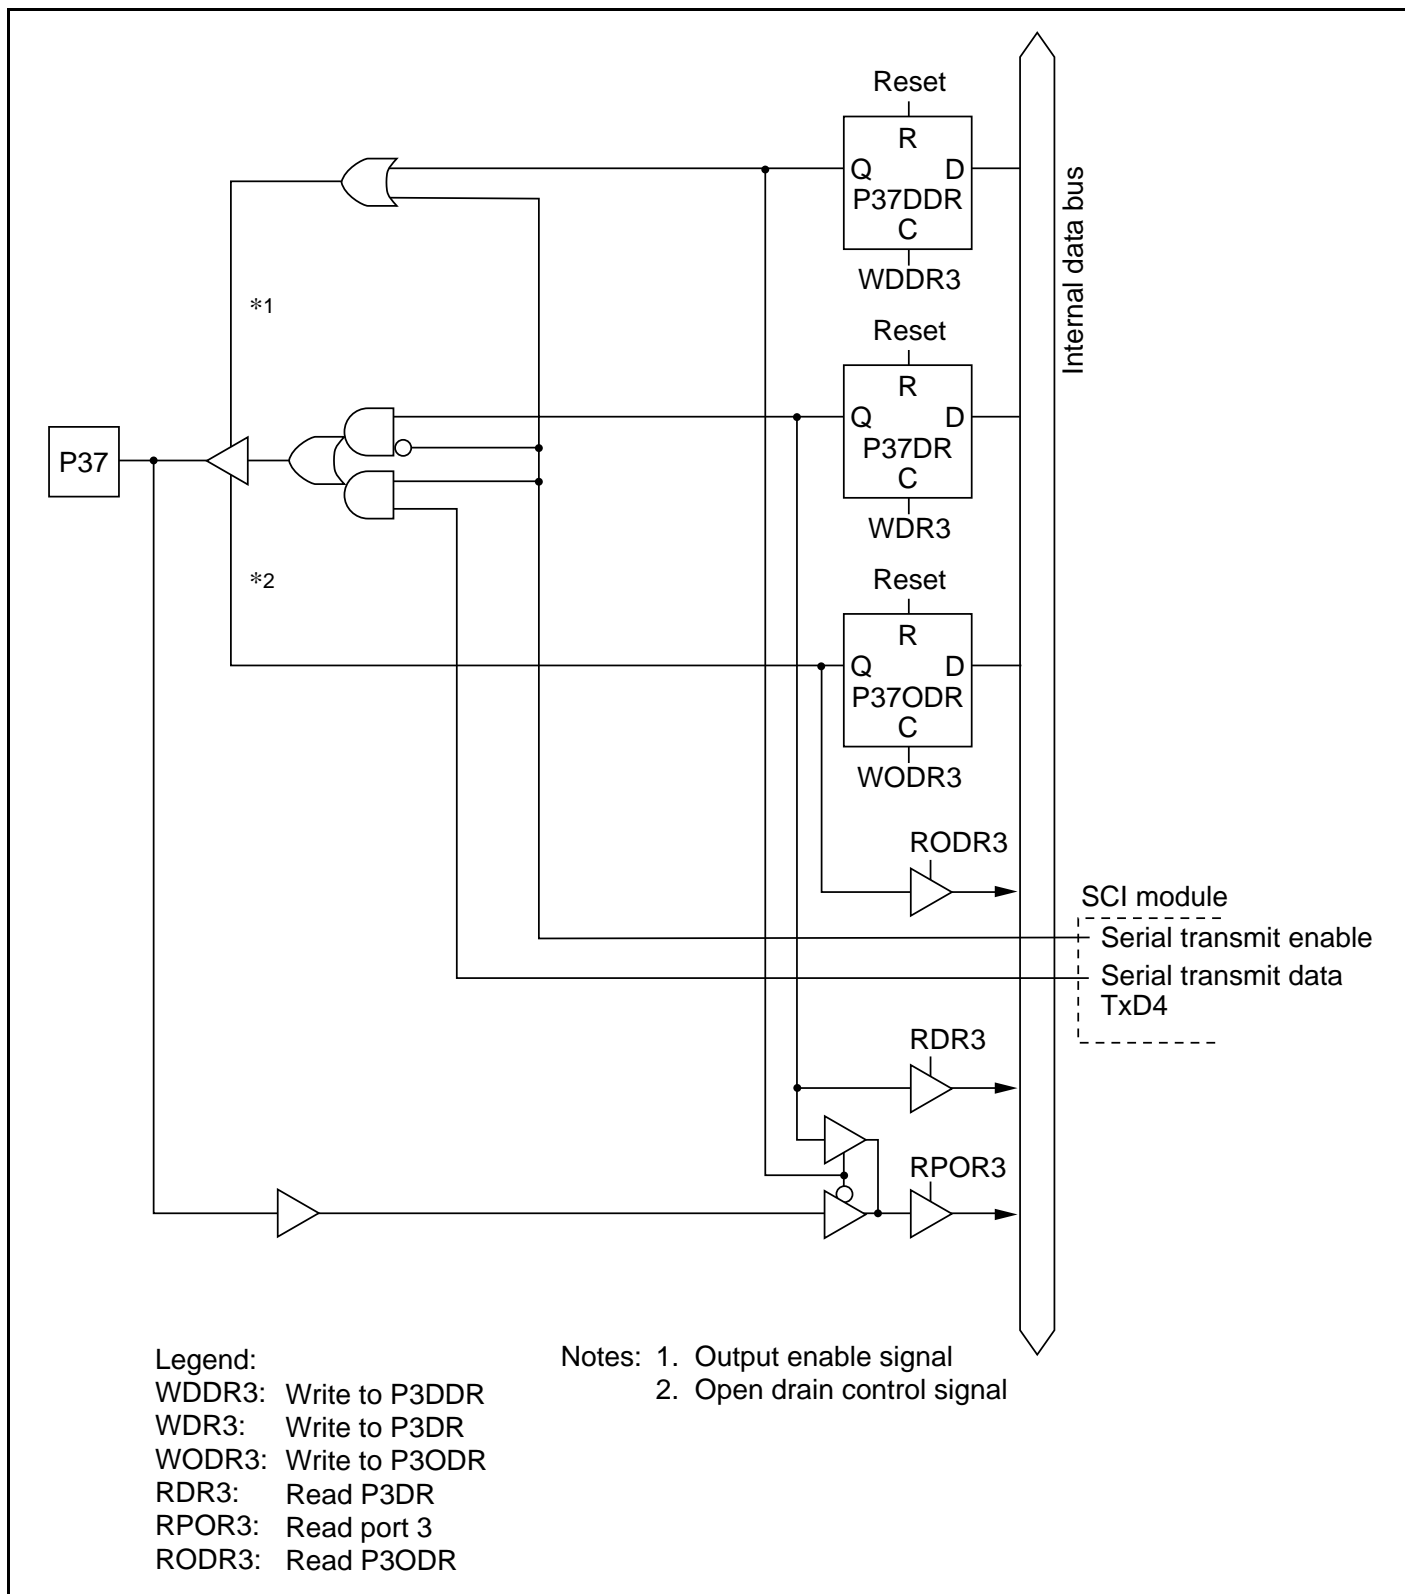 Reset
R
Q D
P37DDR
C
WDDR3
Internal data bus
*1
Reset
R
Q D
P37DR
C
WDR3
P37
*2
Reset
R
Q D
P37ODR
C
WODR3
RODR3
SCI module
Serial transmit enable
Serial transmit data
TxD4
RDR3
RPOR3
Legend:
WDDR3: Write to P3DDR
WDR3: Write to P3DR
WODR3: Write to P3ODR
RDR3: Read P3DR
RPOR3: Read port 3
RODR3: Read P3ODR
Notes: 1. Output enable signal
2. Open drain control signal